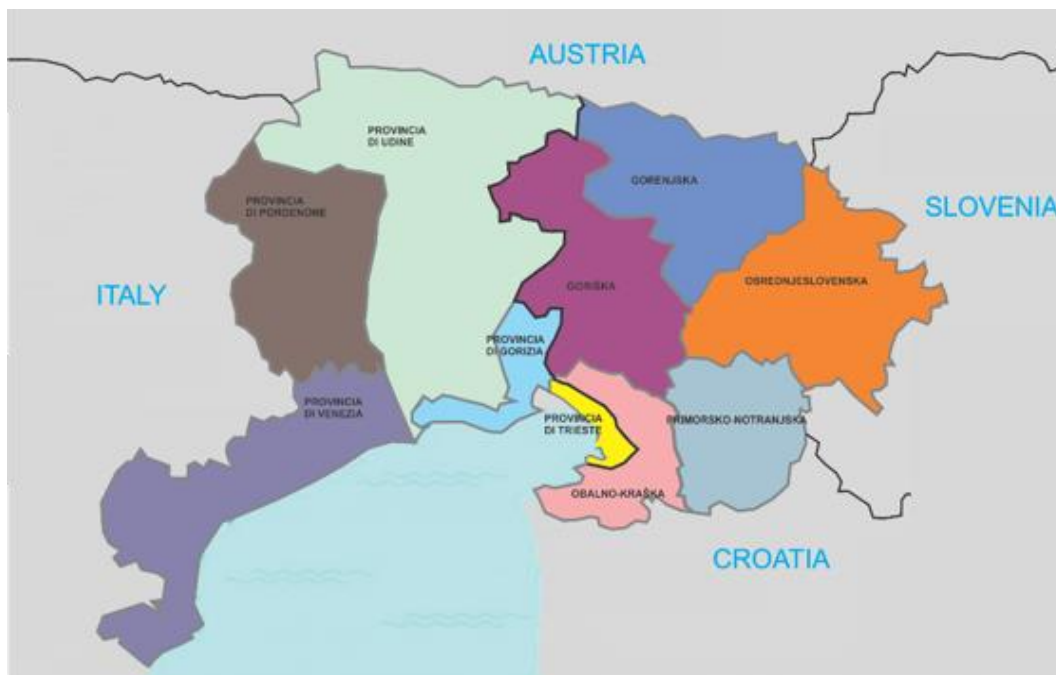 AUSTRIA
PROVINCIA
DI UDINE
GORENJSKA
PROVINCIA
DI PORDENONE
SLOVENIA
OSREDNJESLOVENSKA
GORIŠKA
ITALY
PROVINCIA
DI GORIZIA
PROVINCIA
DI VENEZIA
PROVINCIA
DI TRIESTE
PRIMORSKO-NOTRANJSKA
OBALNO-KRAŠKA
CROATIA